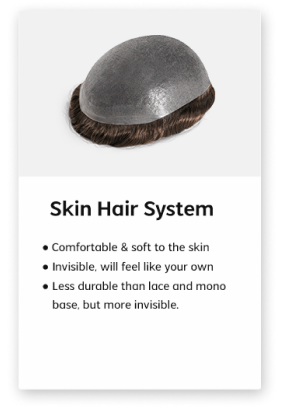 Skin Hair System
● Comfortable & soft to the skin
● Invisible, will feel like your own
● Less durable than lace and mono
base, but more invisible.